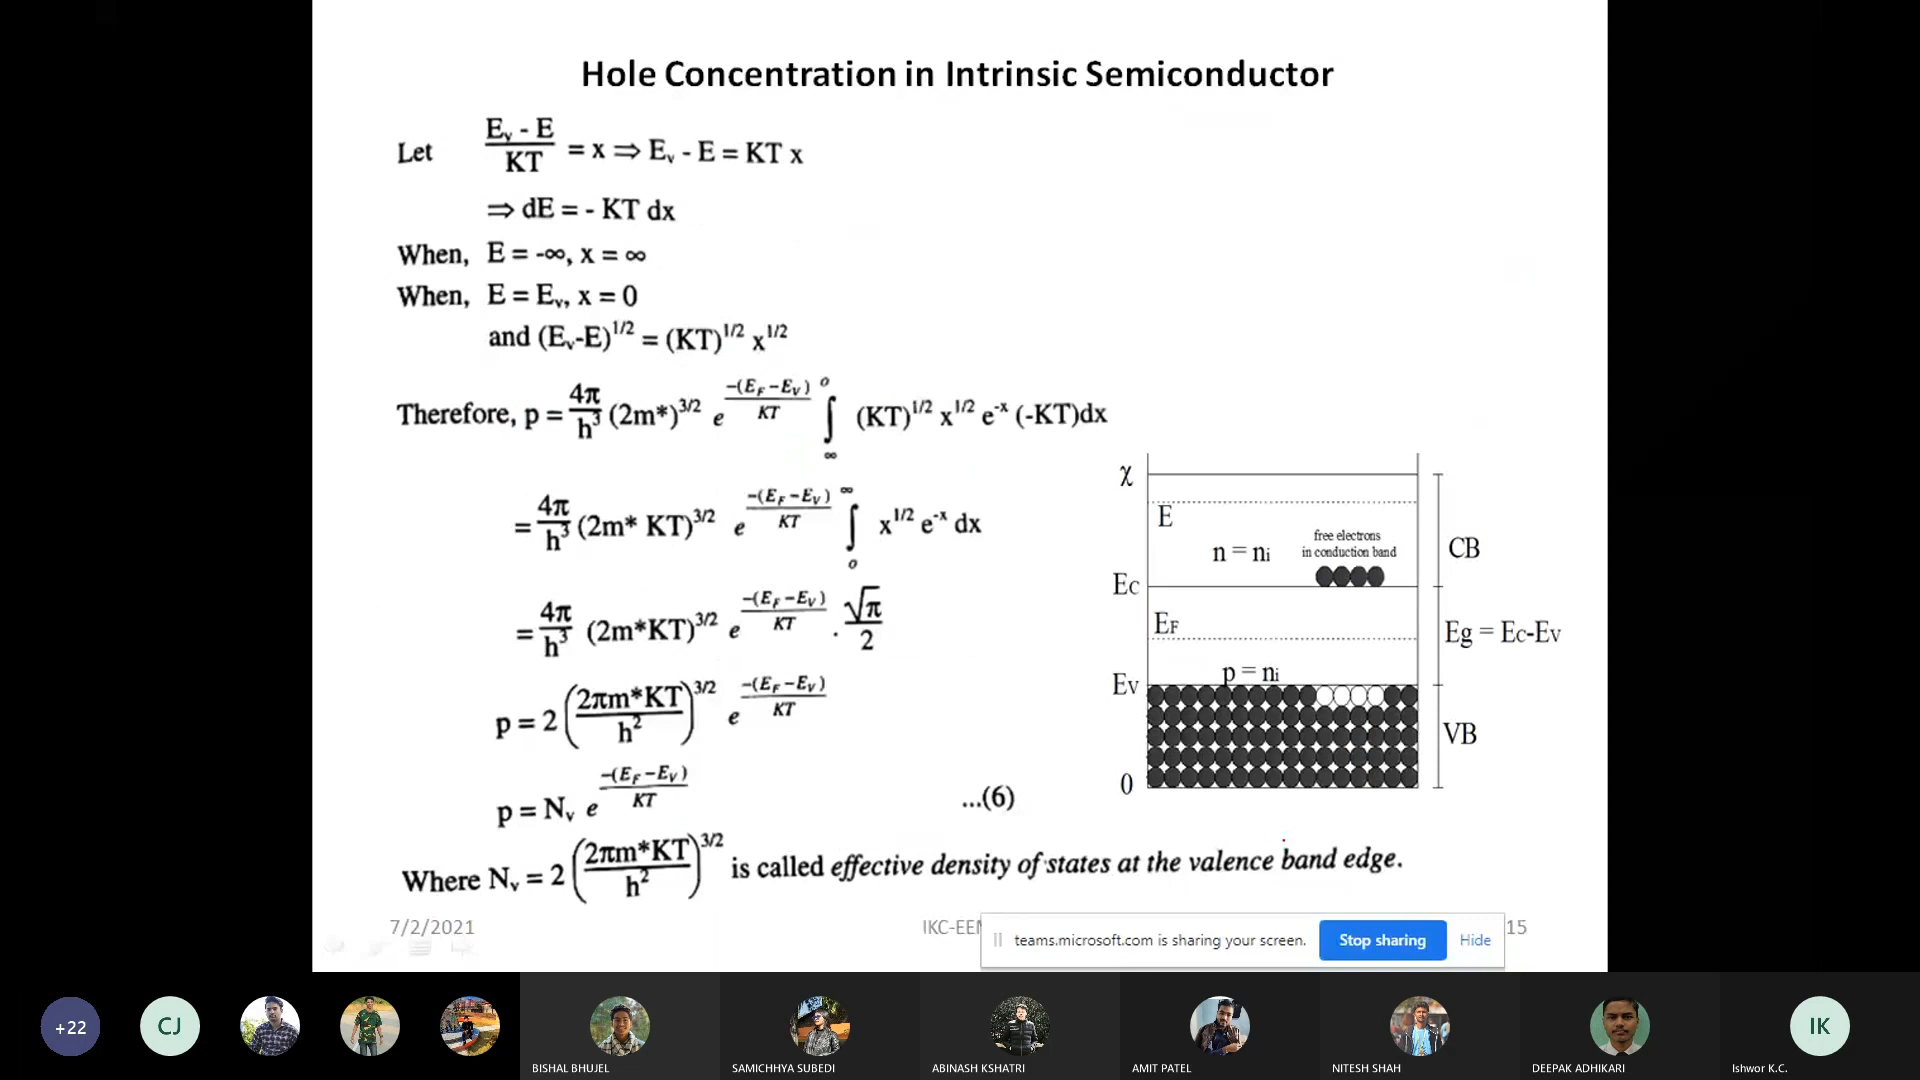 Hole Concentration in Intrinsic Semiconductor
Let (Ev - E)/KT = x ⇒ Ev - E = KT x
⇒ dE = - KT dx
When, E = -∞, x = ∞
When, E = Ev, x = 0
and (Ev-E)^1/2 = (KT)^1/2 x^1/2
Therefore, p = 4π/h^3 (2m*)^3/2 e^(-(EF-EV)/KT) ∫_∞^o (KT)^1/2 x^1/2 e^-x (-KT)dx
= 4π/h^3 (2m* KT)^3/2 e^(-(EF-EV)/KT) ∫_o^∞ x^1/2 e^-x dx
= 4π/h^3 (2m*KT)^3/2 e^(-(EF-EV)/KT) . √π/2
p = 2 (2πm*KT/h^2)^3/2 e^(-(EF-EV)/KT)
p = Nv e^(-(EF-EV)/KT) ...(6)
Where Nv = 2 (2πm*KT/h^2)^3/2 is called effective density of states at the valence band edge.
χ
E
free electrons
in conduction band
n = ni
CB
Ec
EF
Eg = Ec-Ev
p = ni
Ev
VB
0
7/2/2021
IKC-EE
15
teams.microsoft.com is sharing your screen.
Stop sharing
Hide
+22
CJ
IK
BISHAL BHUJEL
SAMICHHYA SUBEDI
ABINASH KSHATRI
AMIT PATEL
NITESH SHAH
DEEPAK ADHIKARI
Ishwor K.C.